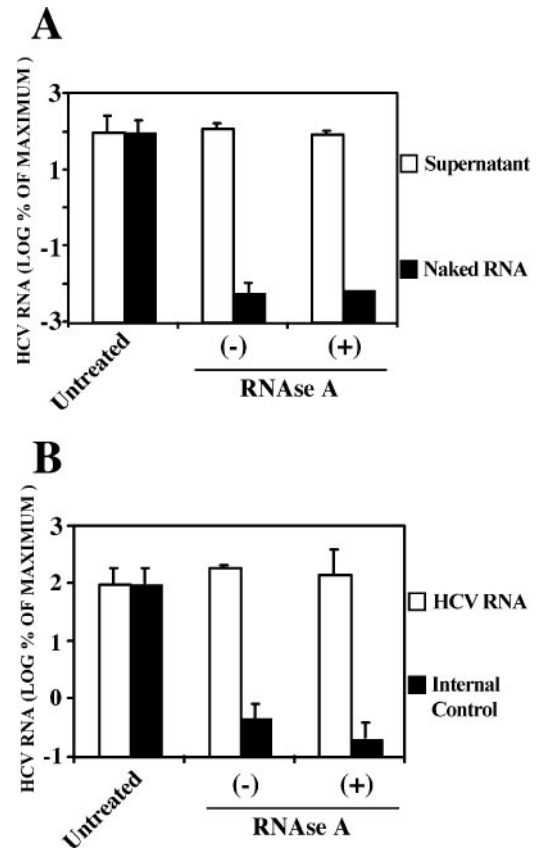 A
HCV RNA (LOG % OF MAXIMUM )
3
2
-1
-3
Untreated
(-)
(+)
RNAse A
Supernatant
Naked RNA
B
HCV RNA (LOG % OF MAXIMUM )
3
2
1
-0
-1
Untreated
(-)
(+)
RNAse A
HCV RNA
Internal
Control